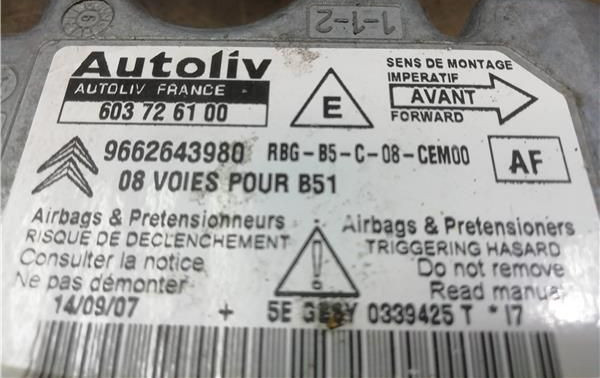 1-1-2
Autoliv
AUTOLIV FRANCE
603 72 61 00
E
SENS DE MONTAGE
IMPERATIF
AVANT
FORWARD
9662643980 RBG-B5-C-08-CEM00
AF
08 VOIES POUR B51
Airbags & Pretensionneurs
RISQUE DE DECLENCHEMENT
Consulter la notice
Ne pas démonter
!
Airbags & Pretensioners
TRIGGERING HASARD
Do not remove
Read manual
14/09/07 + 5E 0339425 T *17